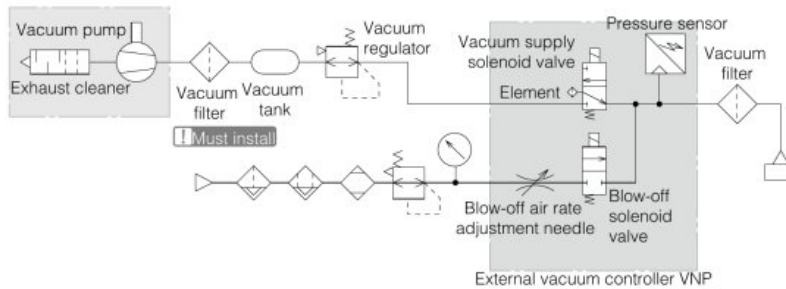 Vacuum pump
Exhaust cleaner
Vacuum
filter
! Must install
Vacuum
tank
Vacuum
regulator
Vacuum supply
solenoid valve
Element
Pressure sensor
Vacuum
filter
Blow-off air rate
adjustment needle
Blow-off
solenoid
valve
External vacuum controller VNP